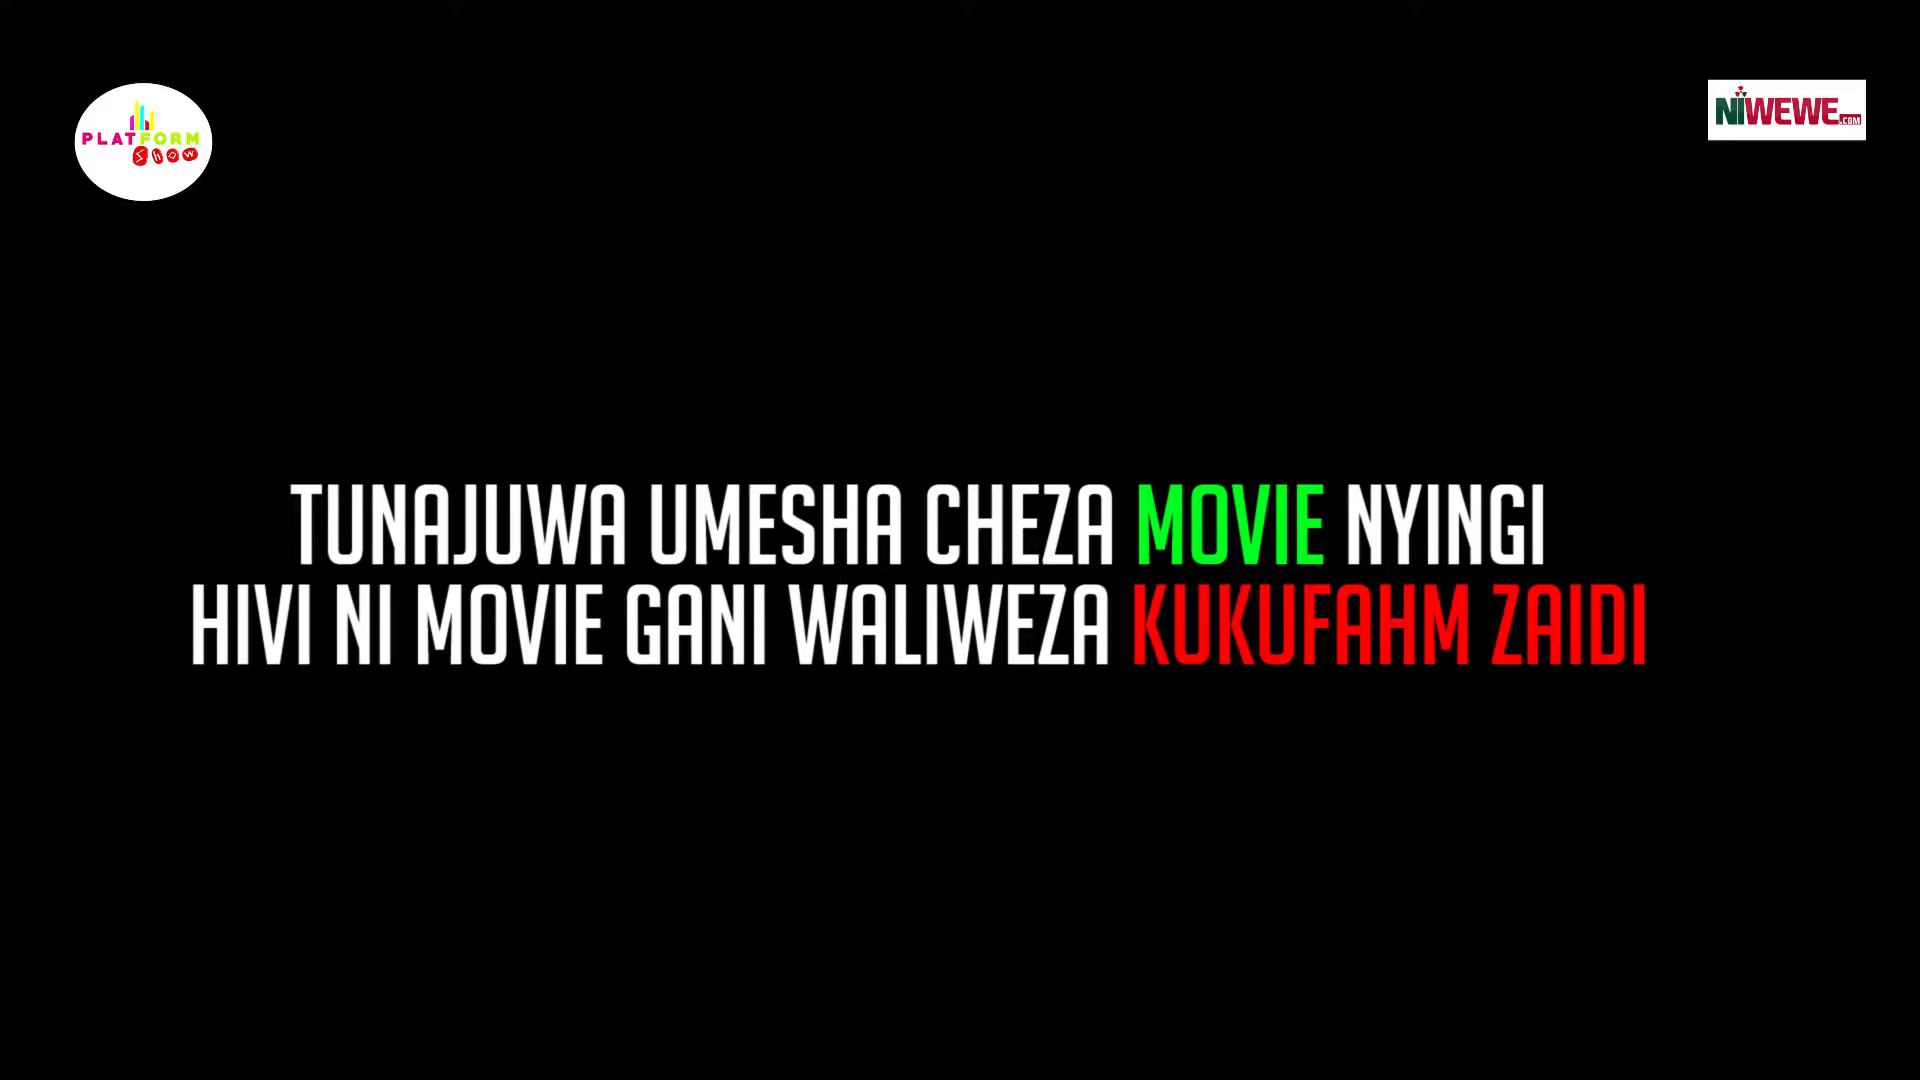 PLATFORM
Show
NIWEWE.COM
TUNAJUWA UMESHA CHEZA MOVIE NYINGI
HIVI NI MOVIE GANI WALIWEZA KUKUFAHM ZAIDI